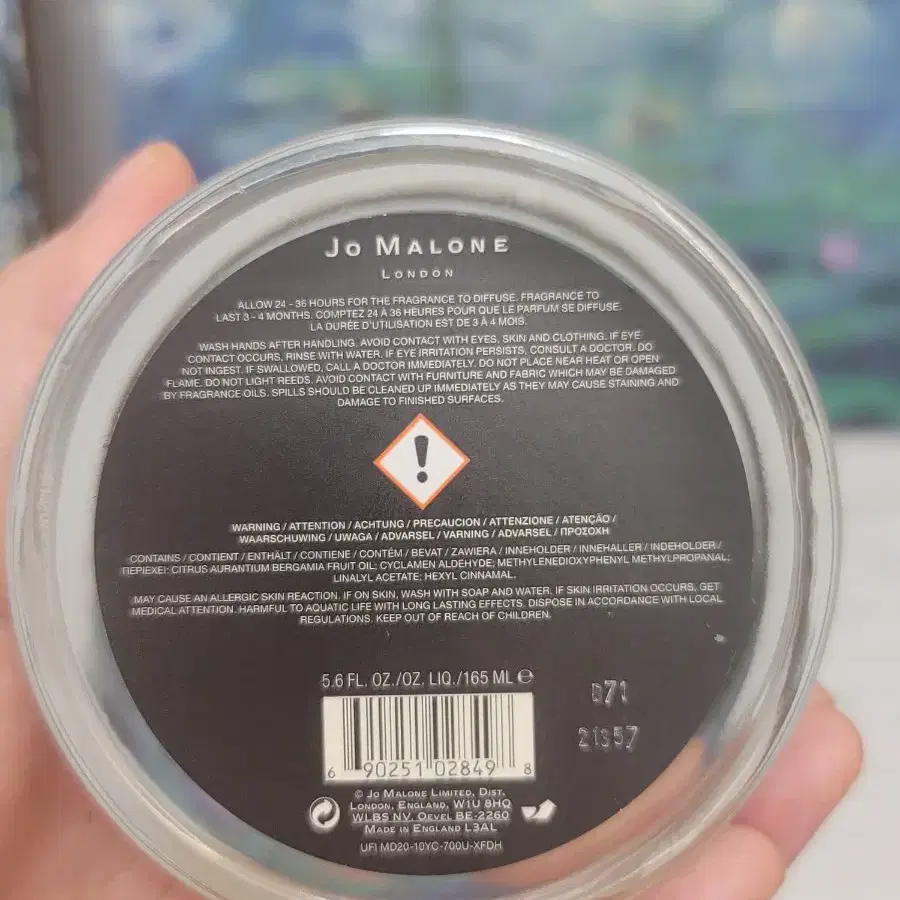 JO MALONE
LONDON
ALLOW 24 - 36 HOURS FOR THE FRAGRANCE TO DIFFUSE. FRAGRANCE TO
LAST 3 - 4 MONTHS. COMPTEZ 24 À 36 HEURES POUR QUE LE PARFUM SE DIFFUSE.
LA DURÉE D'UTILISATION EST DE 3 À 4 MOIS.
WASH HANDS AFTER HANDLING. AVOID CONTACT WITH EYES, SKIN AND CLOTHING. IF EYE
CONTACT OCCURS, RINSE WITH WATER. IF EYE IRRITATION PERSISTS, CONSULT A DOCTOR. DO
NOT INGEST. IF SWALLOWED, CALL A DOCTOR IMMEDIATELY. DO NOT PLACE NEAR HEAT OR OPEN
FLAME. DO NOT LIGHT REEDS. AVOID CONTACT WITH FURNITURE AND FABRIC WHICH MAY BE DAMAGED
BY FRAGRANCE OILS. SPILLS SHOULD BE CLEANED UP IMMEDIATELY AS THEY MAY CAUSE STAINING AND
DAMAGE TO FINISHED SURFACES.
WARNING / ATTENTION / ACHTUNG / PRECAUCION / ATTENZIONE / ATENÇÃO /
WAARSCHUWING / UWAGA / ADVARSEL / VARNING / ADVARSEL / ΠΡΟΣΟΧΗ
CONTAINS / CONTIENT / ENTHÄLT / CONTIENE / CONTÉM / BEVAT / ZAWIERA / INNEHOLDER / INNEHALLER / INDEHOLDER /
ΠΕΡΙΕΧΕΙ: CITRUS AURANTIUM BERGAMIA FRUIT OIL; CYCLAMEN ALDEHYDE; METHYLENEDIOXYPHENYL METHYLPROPANAL;
LINALYL ACETATE; HEXYL CINNAMAL.
MAY CAUSE AN ALLERGIC SKIN REACTION. IF ON SKIN, WASH WITH SOAP AND WATER. IF SKIN IRRITATION OCCURS, GET
MEDICAL ATTENTION. HARMFUL TO AQUATIC LIFE WITH LONG LASTING EFFECTS. DISPOSE IN ACCORDANCE WITH LOCAL
REGULATIONS. KEEP OUT OF REACH OF CHILDREN.
5.6 FL. OZ./OZ. LIQ./165 ML ℮
D71
21357
6 90251 02849 8
© JO MALONE LIMITED, DIST.
LONDON, ENGLAND, W1U 8HQ
WLBS NV. OEVEL BE-2260
MADE IN ENGLAND L3AL
UFI MD20-10YC-700U-XFDH